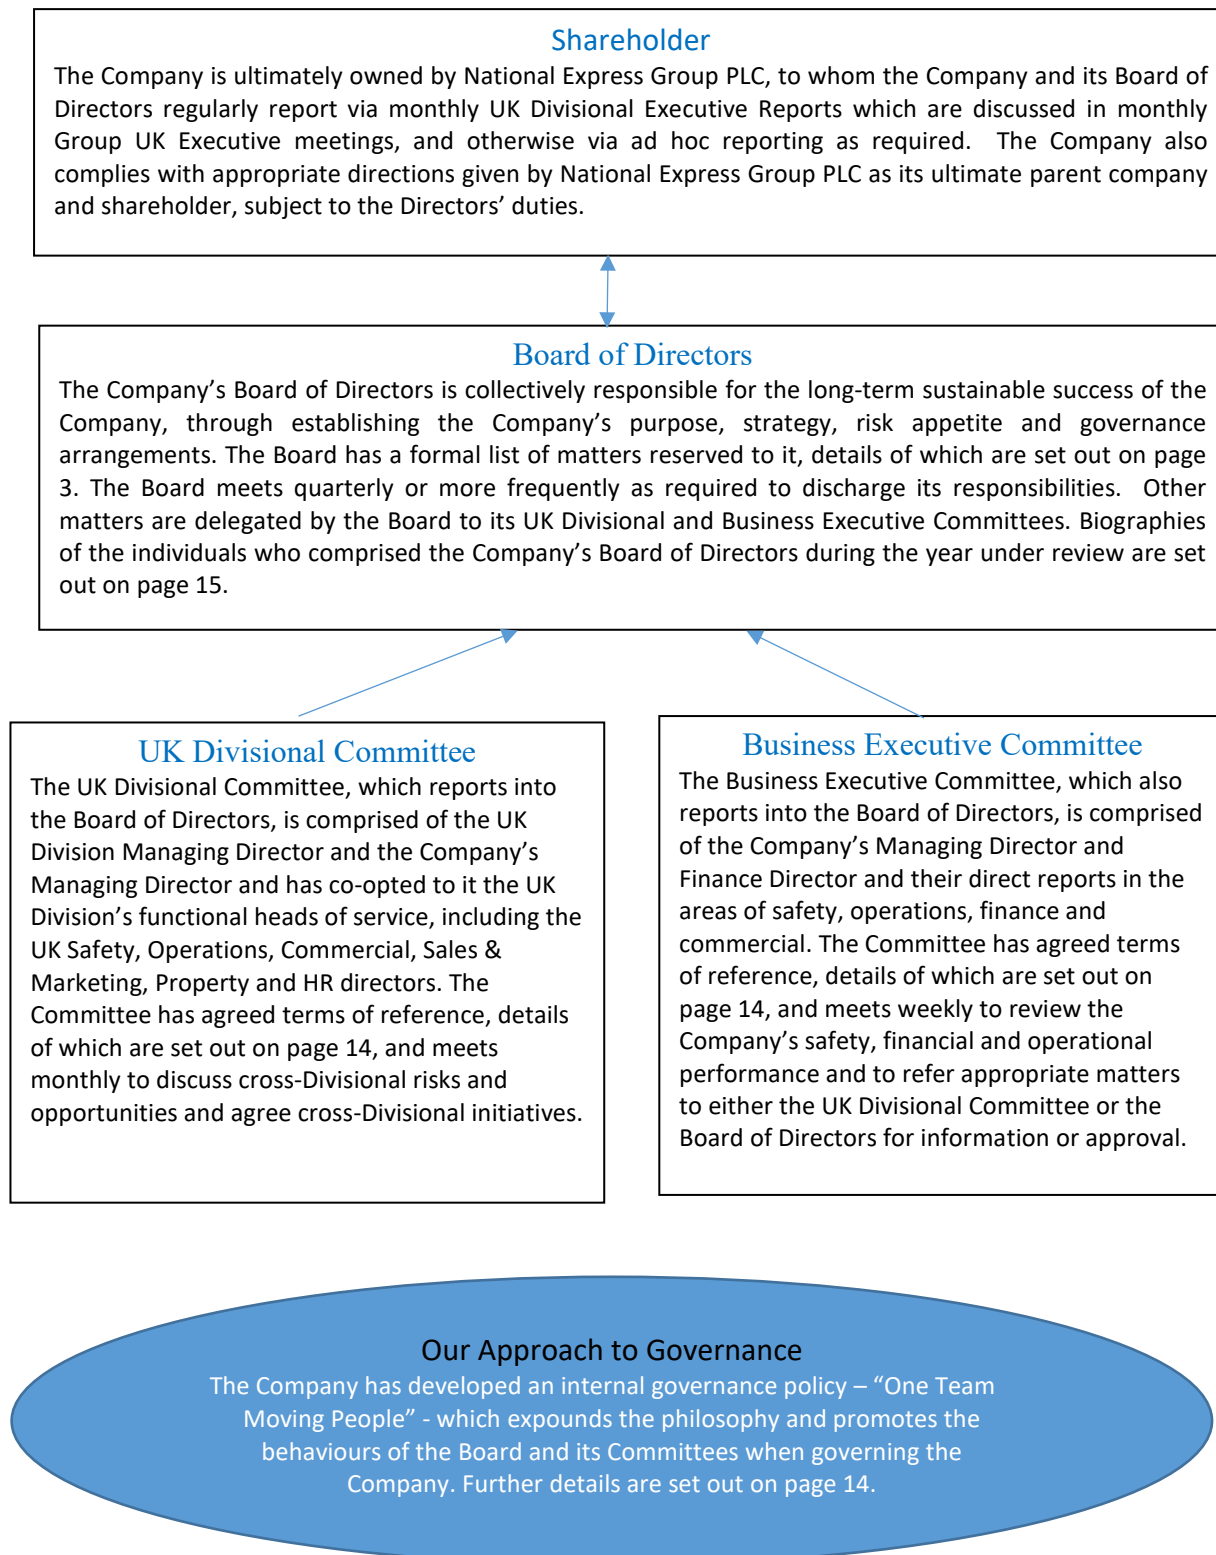 Shareholder
The Company is ultimately owned by National Express Group PLC, to whom the Company and its Board of
Directors regularly report via monthly UK Divisional Executive Reports which are discussed in monthly
Group UK Executive meetings, and otherwise via ad hoc reporting as required.  The Company also
complies with appropriate directions given by National Express Group PLC as its ultimate parent company
and shareholder, subject to the Directors’ duties.
Board of Directors
The Company’s Board of Directors is collectively responsible for the long-term sustainable success of the
Company, through establishing the Company’s purpose, strategy, risk appetite and governance
arrangements. The Board has a formal list of matters reserved to it, details of which are set out on page
3. The Board meets quarterly or more frequently as required to discharge its responsibilities.  Other
matters are delegated by the Board to its UK Divisional and Business Executive Committees. Biographies
of the individuals who comprised the Company’s Board of Directors during the year under review are set
out on page 15.
UK Divisional Committee
The UK Divisional Committee, which reports into
the Board of Directors, is comprised of the UK
Division Managing Director and the Company’s
Managing Director and has co-opted to it the UK
Division’s functional heads of service, including the
UK Safety, Operations, Commercial, Sales &
Marketing, Property and HR directors. The
Committee has agreed terms of reference, details
of which are set out on page 14, and meets
monthly to discuss cross-Divisional risks and
opportunities and agree cross-Divisional initiatives.
Business Executive Committee
The Business Executive Committee, which also
reports into the Board of Directors, is comprised
of the Company’s Managing Director and
Finance Director and their direct reports in the
areas of safety, operations, finance and
commercial. The Committee has agreed terms
of reference, details of which are set out on
page 14, and meets weekly to review the
Company’s safety, financial and operational
performance and to refer appropriate matters
to either the UK Divisional Committee or the
Board of Directors for information or approval.
Our Approach to Governance
The Company has developed an internal governance policy – “One Team
Moving People” - which expounds the philosophy and promotes the
behaviours of the Board and its Committees when governing the
Company. Further details are set out on page 14.